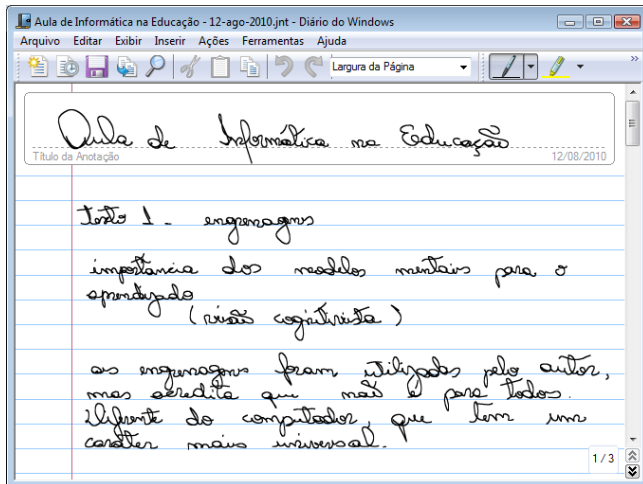 Aula de Informática na Educação - 12-ago-2010.jnt - Diário do Windows
Arquivo Editar Exibir Inserir Ações Ferramentas Ajuda
Largura da Página
Aula de Informática na Educação
Título da Anotação 12/08/2010
texto 1 - engrenagens
importancia dos modelos mentais para o
aprendizado
(visão cognitivista)
as engrenagens foram utilizadas pelo autor,
mas acredita que não é para todos.
Diferente do computador, que tem um
caráter mais universal.
1 / 3